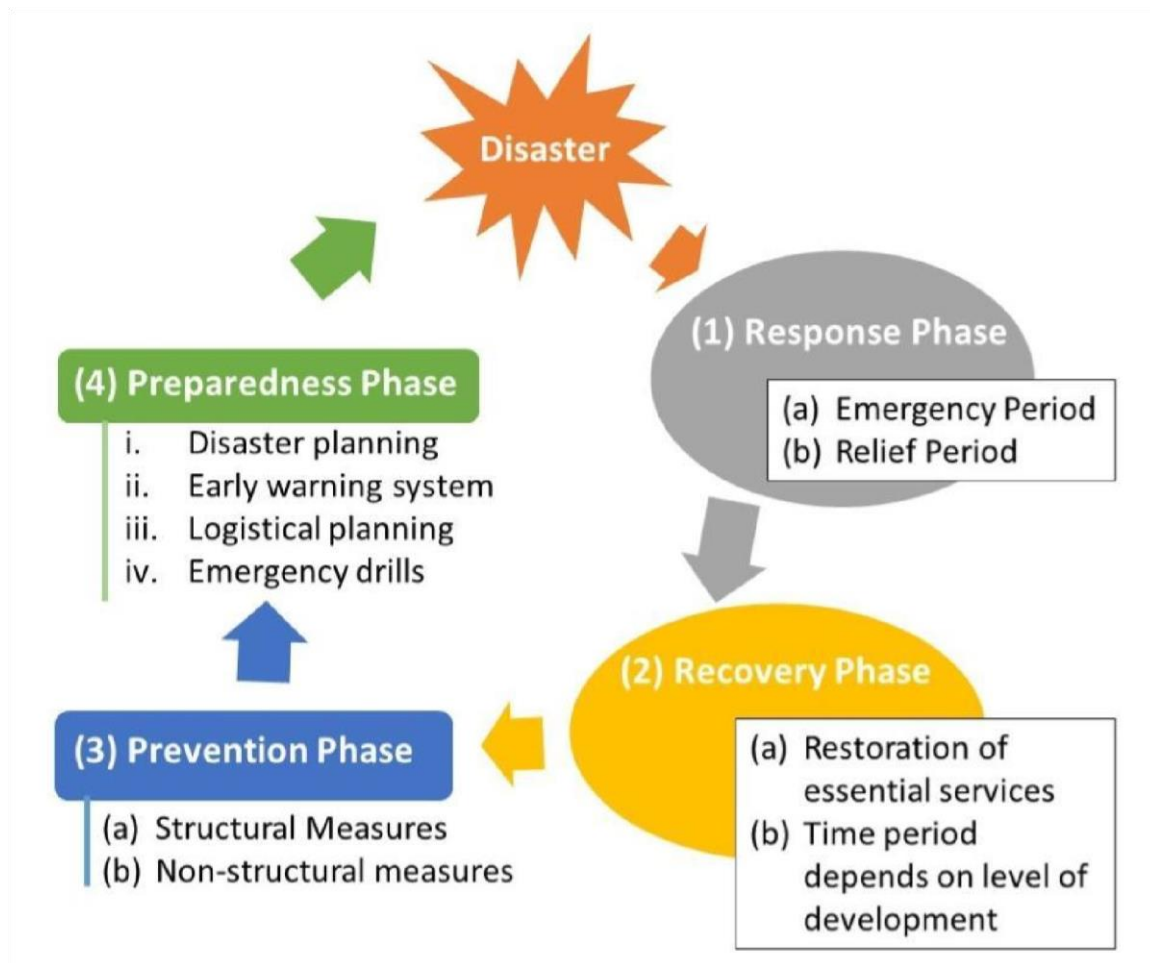 Disaster
(1) Response Phase
(a) Emergency Period
(b) Relief Period
(2) Recovery Phase
(a) Restoration of
essential services
(b) Time period
depends on level of
development
(3) Prevention Phase
(a) Structural Measures
(b) Non-structural measures
(4) Preparedness Phase
i. Disaster planning
ii. Early warning system
iii. Logistical planning
iv. Emergency drills